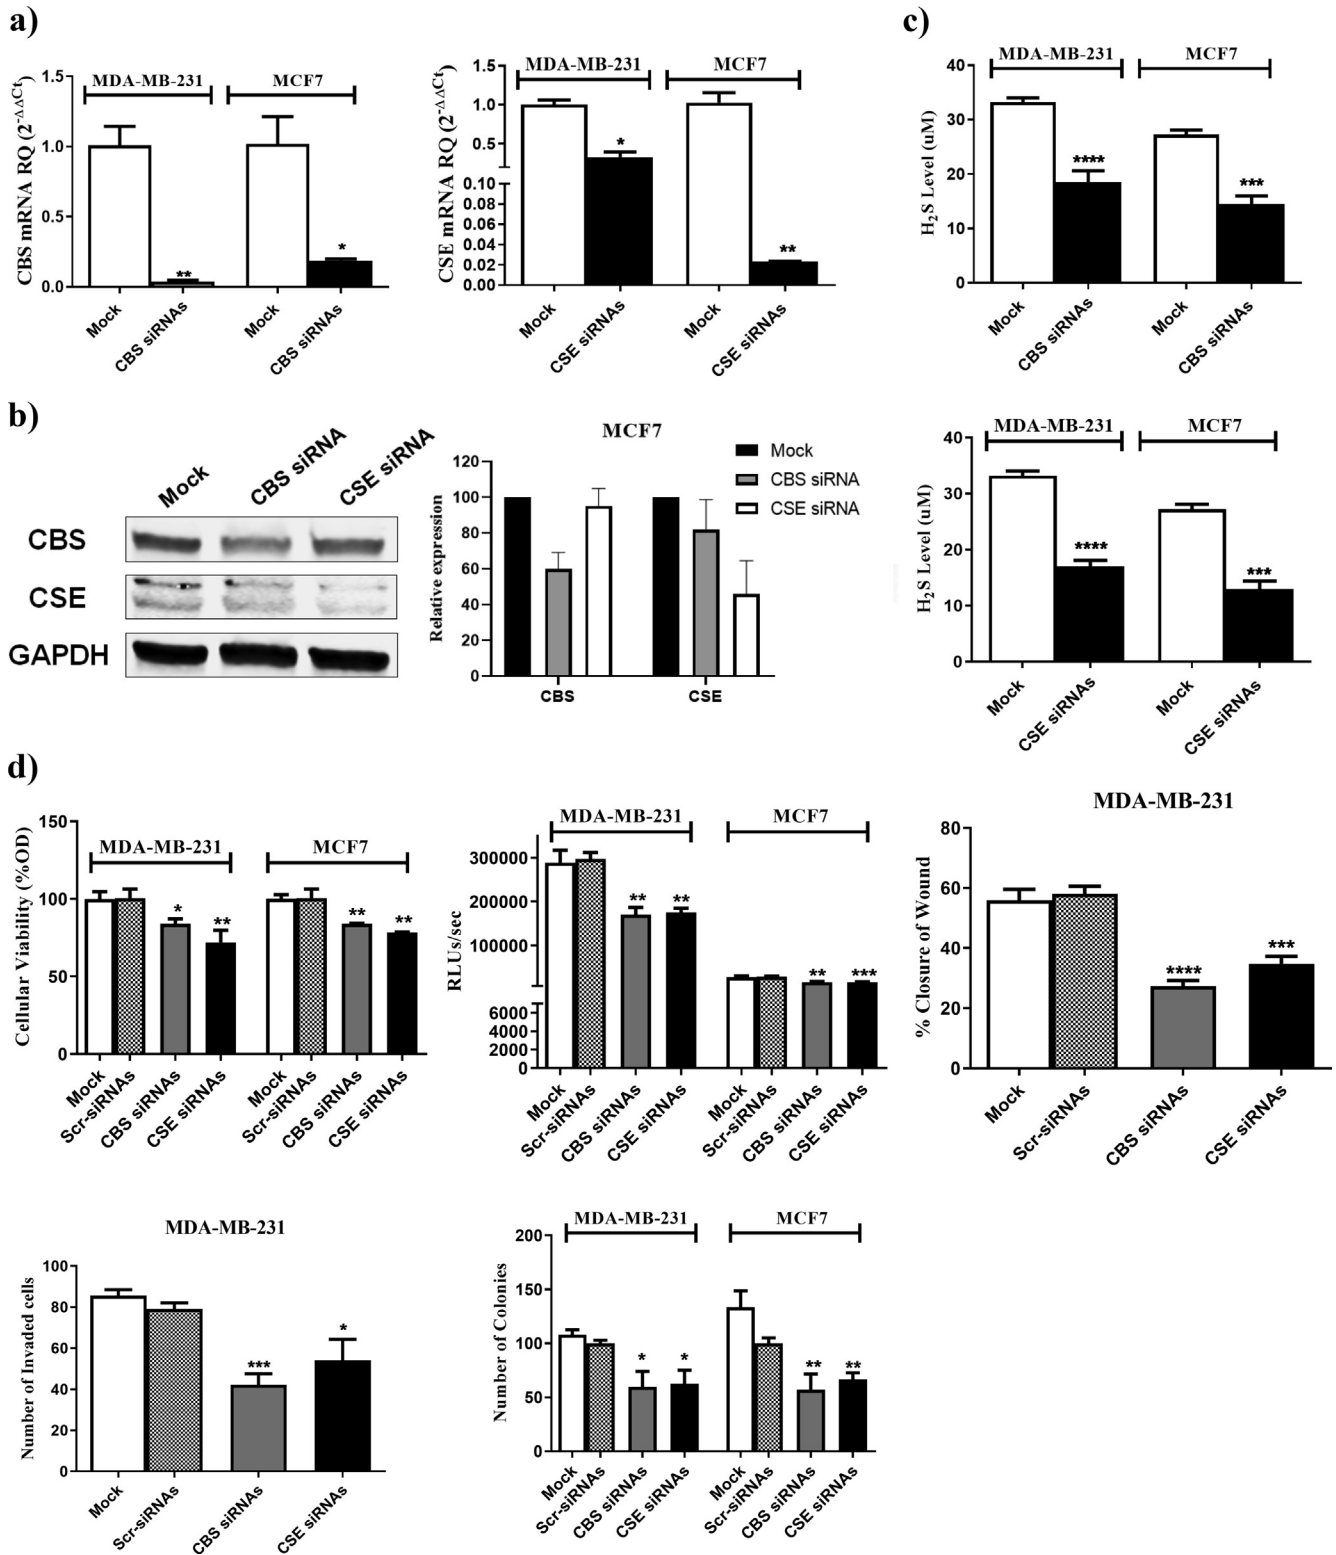 a)
MDA-MB-231 MCF7
CBS mRNA RQ (2^-ΔΔCt)
1.5
1.0
0.5
0.0
** *
Mock CBS siRNAs Mock CBS siRNAs
MDA-MB-231 MCF7
CSE mRNA RQ (2^-ΔΔCt)
1.5
1.0
0.5
0.10
0.08
0.06
0.04
0.02
0.00
* **
Mock CSE siRNAs Mock CSE siRNAs
c)
MDA-MB-231 MCF7
H2S Level (uM)
40
30
20
10
0
**** ***
Mock CBS siRNAs Mock CBS siRNAs
MDA-MB-231 MCF7
H2S Level (uM)
40
30
20
10
0
**** ***
Mock CSE siRNAs Mock CSE siRNAs
b)
Mock CBS siRNA CSE siRNA
CBS
CSE
GAPDH
MCF7
Mock
CBS siRNA
CSE siRNA
Relative expression
120
100
80
60
40
20
0
CBS CSE
d)
MDA-MB-231 MCF7
Cellular Viability (%OD)
150
100
50
0
* ** ** **
Mock Scr-siRNAs CBS siRNAs CSE siRNAs Mock Scr-siRNAs CBS siRNAs CSE siRNAs
MDA-MB-231 MCF7
RLUs/sec
300000
200000
100000
6000
4000
2000
0
** ** ** ***
Mock Scr-siRNAs CBS siRNAs CSE siRNAs Mock Scr-siRNAs CBS siRNAs CSE siRNAs
MDA-MB-231
% Closure of Wound
80
60
40
20
0
**** ***
Mock Scr-siRNAs CBS siRNAs CSE siRNAs
MDA-MB-231
Number of Invaded cells
100
80
60
40
20
0
*** *
Mock Scr-siRNAs CBS siRNAs CSE siRNAs
MDA-MB-231 MCF7
Number of Colonies
200
150
100
50
0
* * ** **
Mock Scr-siRNAs CBS siRNAs CSE siRNAs Mock Scr-siRNAs CBS siRNAs CSE siRNAs